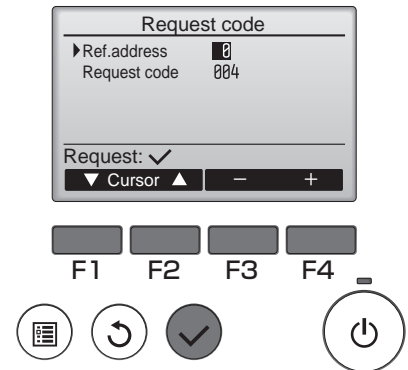 Request code
Ref.address 0
Request code 004
Request: ✓
▼ Cursor ▲ − +
F1 F2 F3 F4